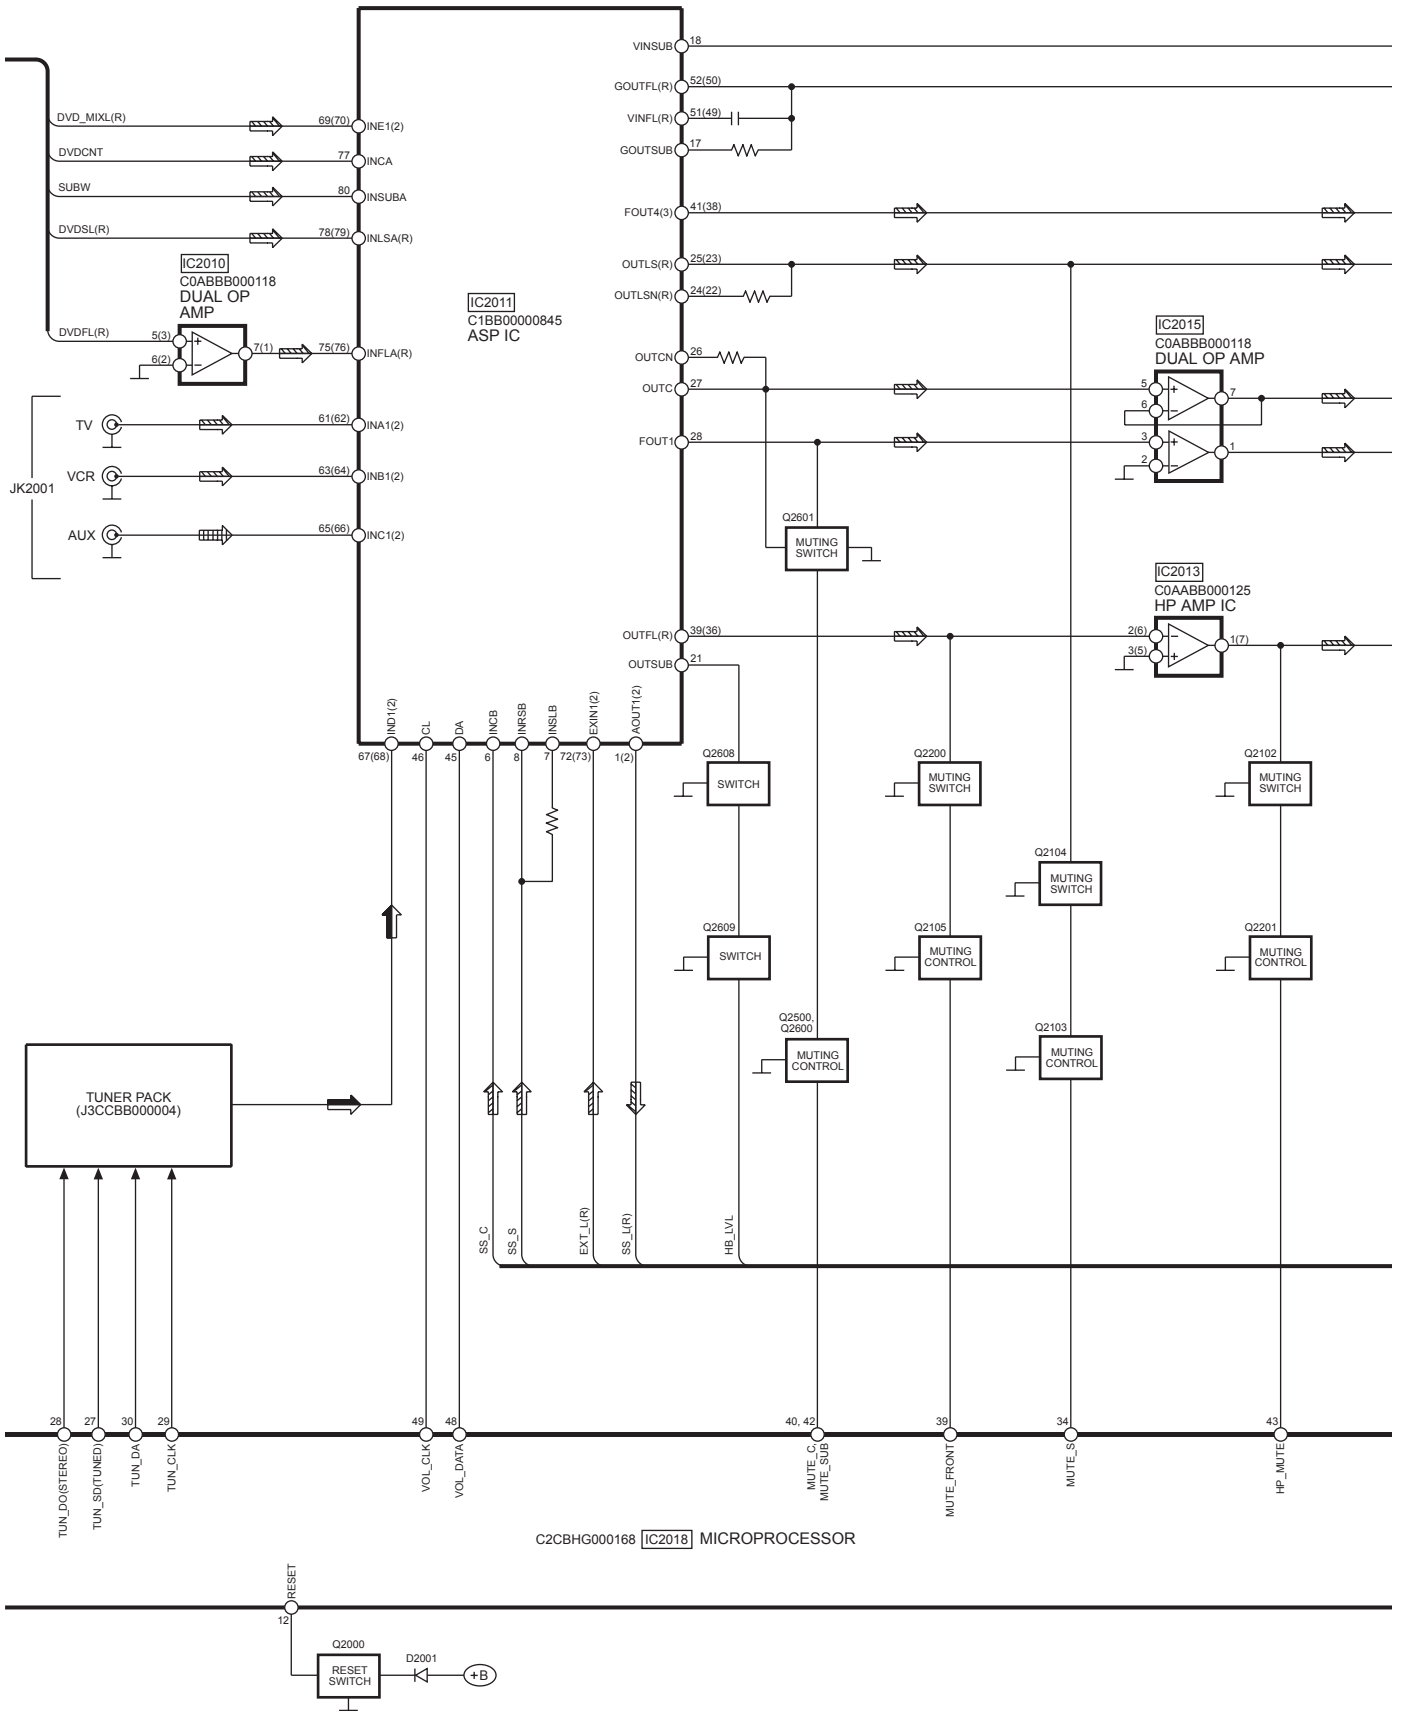 VINSUB 18
GOUTFL(R) 52(50)
DVD_MIXL(R) 69(70) INE1(2)
VINFL(R) 51(49)
DVDCNT 77 INCA
GOUTSUB 17
SUBW 80 INSUBA
FOUT4(3) 41(38)
DVDSL(R) 78(79) INLSA(R)
OUTLS(R) 25(23)
IC2010
C0ABBB000118
DUAL OP
AMP
OUTLSN(R) 24(22)
IC2011
C1BB00000845
ASP IC
IC2015
C0ABBB000118
DUAL OP AMP
DVDFL(R) 5(3) + 7(1) 75(76) INFLA(R)
6(2) −
OUTCN 26
OUTC 27
5 + 7
6 −
JK2001
TV 61(62) INA1(2)
FOUT1 28
3 + 1
2 −
VCR 63(64) INB1(2)
AUX 65(66) INC1(2)
Q2601
MUTING
SWITCH
IC2013
C0AABB000125
HP AMP IC
OUTFL(R) 39(36)
2(6) − 1(7)
3(5) +
OUTSUB 21
IND1(2) CL DA INCB INRSB INSLB EXIN1(2) AOUT1(2)
67(68) 46 45 6 8 7 72(73) 1(2)
Q2608
SWITCH
Q2200
MUTING
SWITCH
Q2102
MUTING
SWITCH
Q2104
MUTING
SWITCH
Q2609
SWITCH
Q2105
MUTING
CONTROL
Q2201
MUTING
CONTROL
Q2500,
Q2600
MUTING
CONTROL
Q2103
MUTING
CONTROL
TUNER PACK
(J3CCBB000004)
SS_C SS_S EXT_L(R) SS_L(R) HB_LVL
28 27 30 29 49 48 40, 42 39 34 43
TUN_DO(STEREO)
TUN_SD(TUNED)
TUN_DA
TUN_CLK
VOL_CLK
VOL_DATA
MUTE_C,
MUTE_SUB
MUTE_FRONT
MUTE_S
HP_MUTE
C2CBHG000168 IC2018 MICROPROCESSOR
RESET
12
Q2000
RESET
SWITCH
D2001
+B